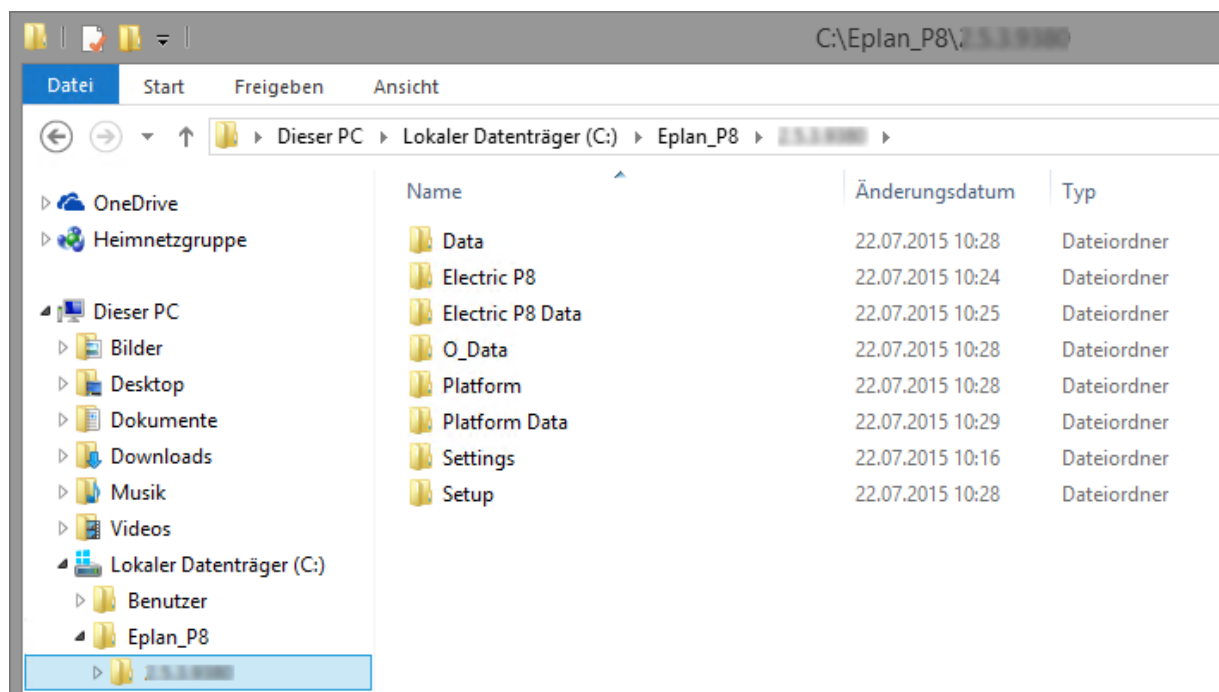 C:\Eplan_P8\
Datei Start Freigeben Ansicht
Dieser PC Lokaler Datenträger (C:) Eplan_P8
Name Änderungsdatum Typ
OneDrive
Heimnetzgruppe
Dieser PC
Bilder
Desktop
Dokumente
Downloads
Musik
Videos
Lokaler Datenträger (C:)
Benutzer
Eplan_P8
Data 22.07.2015 10:28 Dateiordner
Electric P8 22.07.2015 10:24 Dateiordner
Electric P8 Data 22.07.2015 10:25 Dateiordner
O_Data 22.07.2015 10:28 Dateiordner
Platform 22.07.2015 10:28 Dateiordner
Platform Data 22.07.2015 10:29 Dateiordner
Settings 22.07.2015 10:16 Dateiordner
Setup 22.07.2015 10:28 Dateiordner